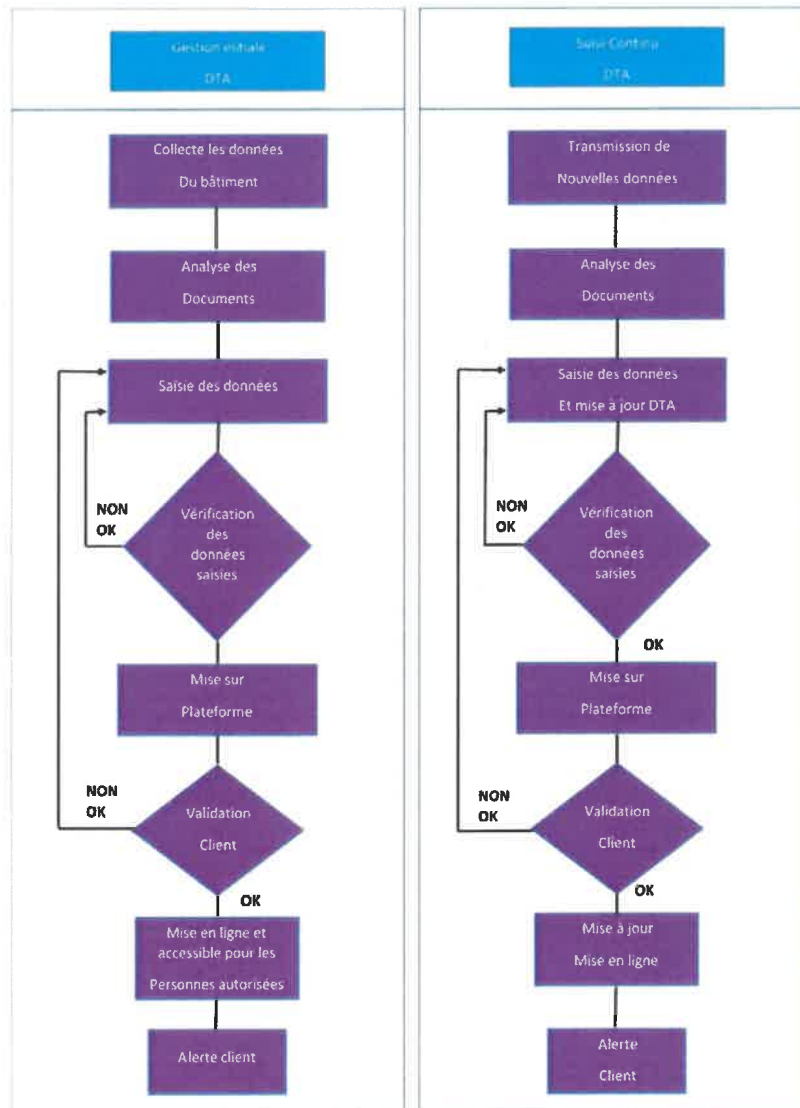 Gestion initiale
DTA
Collecte les données
Du bâtiment
Analyse des
Documents
Saisie des données
NON
OK
Vérification
des
données
saisies
Mise sur
Plateforme
NON
OK
Validation
Client
OK
Mise en ligne et
accessible pour les
Personnes autorisées
Alerte client
Suivi Continu
DTA
Transmission de
Nouvelles données
Analyse des
Documents
Saisie des données
Et mise à jour DTA
NON
OK
Vérification
des
données
saisies
OK
Mise sur
Plateforme
NON
OK
Validation
Client
OK
Mise à jour
Mise en ligne
Alerte
Client